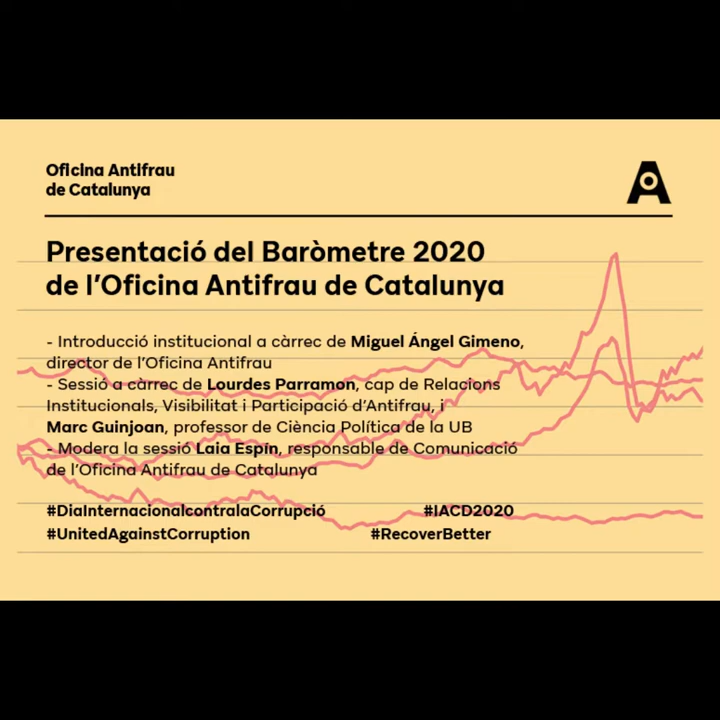 Oficina Antifrau
de Catalunya
Presentació del Baròmetre 2020
de l'Oficina Antifrau de Catalunya
- Introducció institucional a càrrec de Miguel Ángel Gimeno,
director de l'Oficina Antifrau
- Sessió a càrrec de Lourdes Parramon, cap de Relacions
Institucionals, Visibilitat i Participació d'Antifrau, i
Marc Guinjoan, professor de Ciència Política de la UB
- Modera la sessió Laia Espín, responsable de Comunicació
de l'Oficina Antifrau de Catalunya
#DiaInternacionalcontralaCorrupció #IACD2020
#UnitedAgainstCorruption #RecoverBetter